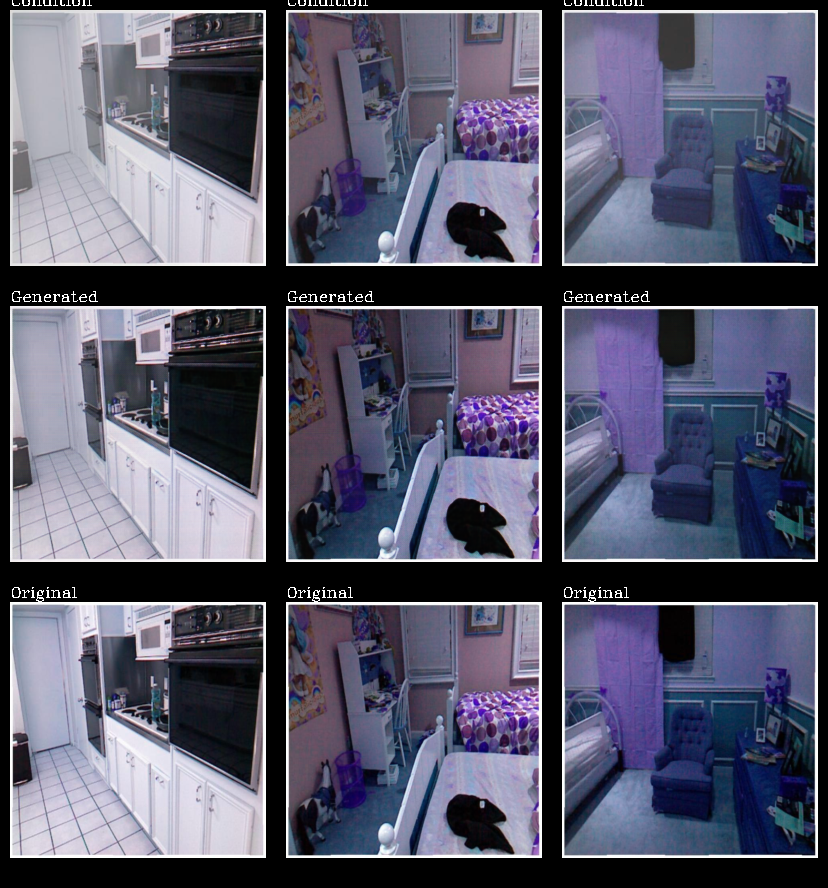 Condition Condition Condition
Generated Generated Generated
Original Original Original